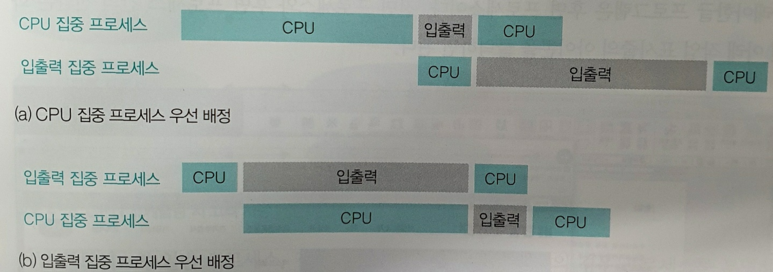 CPU 집중 프로세스 CPU 입출력 CPU
입출력 집중 프로세스 CPU 입출력 CPU
(a) CPU 집중 프로세스 우선 배정
입출력 집중 프로세스 CPU 입출력 CPU
CPU 집중 프로세스 CPU 입출력 CPU
(b) 입출력 집중 프로세스 우선 배정